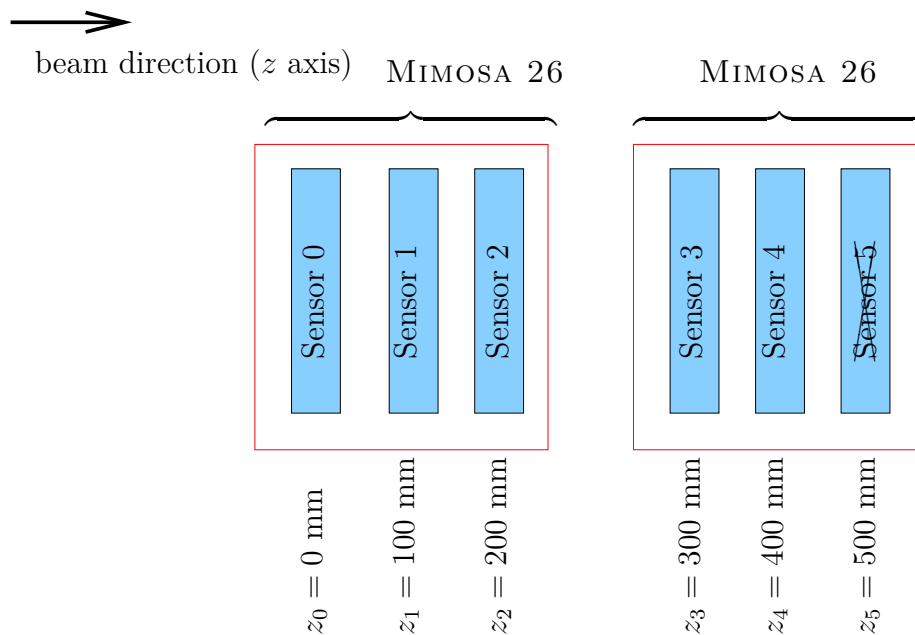 beam direction (z axis)
MIMOSA 26
MIMOSA 26
Sensor 0
Sensor 1
Sensor 2
Sensor 3
Sensor 4
Sensor 5
z₀ = 0 mm
z₁ = 100 mm
z₂ = 200 mm
z₃ = 300 mm
z₄ = 400 mm
z₅ = 500 mm